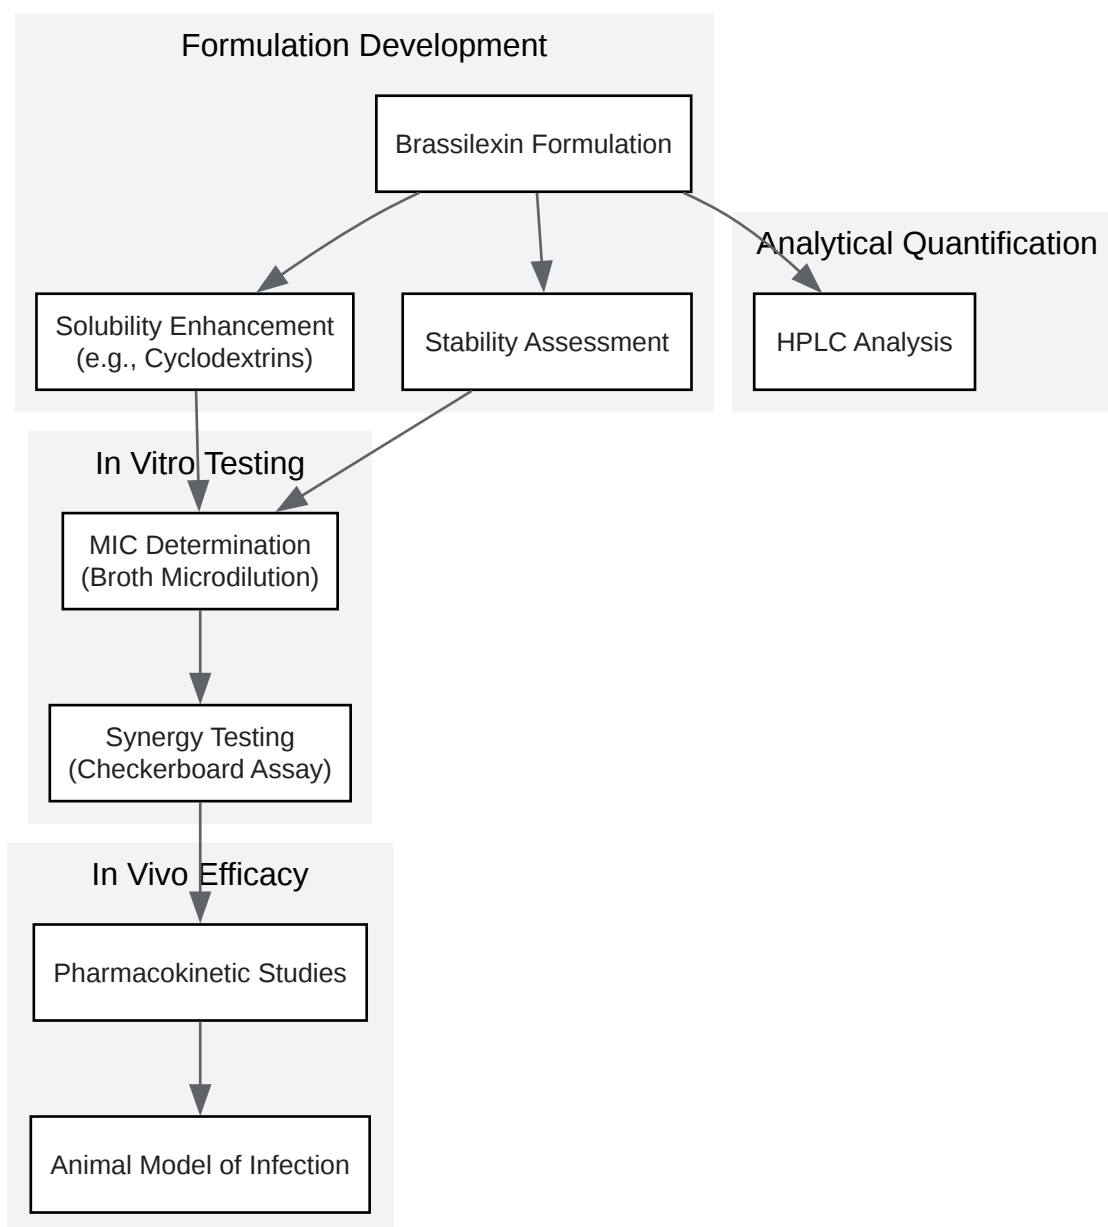 Formulation Development
Brassilexin Formulation
Analytical Quantification
Solubility Enhancement
(e.g., Cyclodextrins)
Stability Assessment
HPLC Analysis
In Vitro Testing
MIC Determination
(Broth Microdilution)
Synergy Testing
(Checkerboard Assay)
In Vivo Efficacy
Pharmacokinetic Studies
Animal Model of Infection